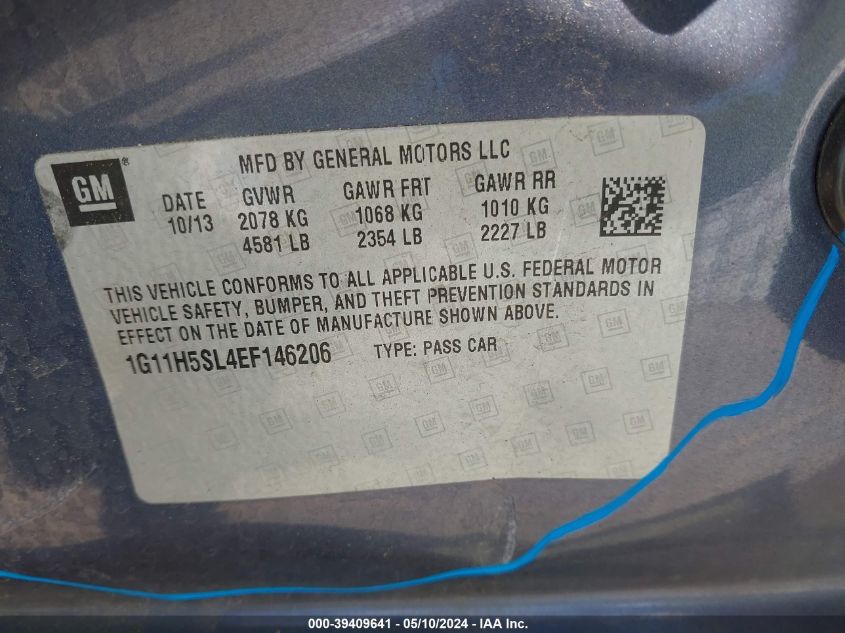 GM ®
MFD BY GENERAL MOTORS LLC
DATE GVWR GAWR FRT GAWR RR
10/13 2078 KG 1068 KG 1010 KG
4581 LB 2354 LB 2227 LB
THIS VEHICLE CONFORMS TO ALL APPLICABLE U.S. FEDERAL MOTOR
VEHICLE SAFETY, BUMPER, AND THEFT PREVENTION STANDARDS IN
EFFECT ON THE DATE OF MANUFACTURE SHOWN ABOVE.
1G11H5SL4EF146206 TYPE: PASS CAR
000-39409641 - 05/10/2024 - IAA Inc.